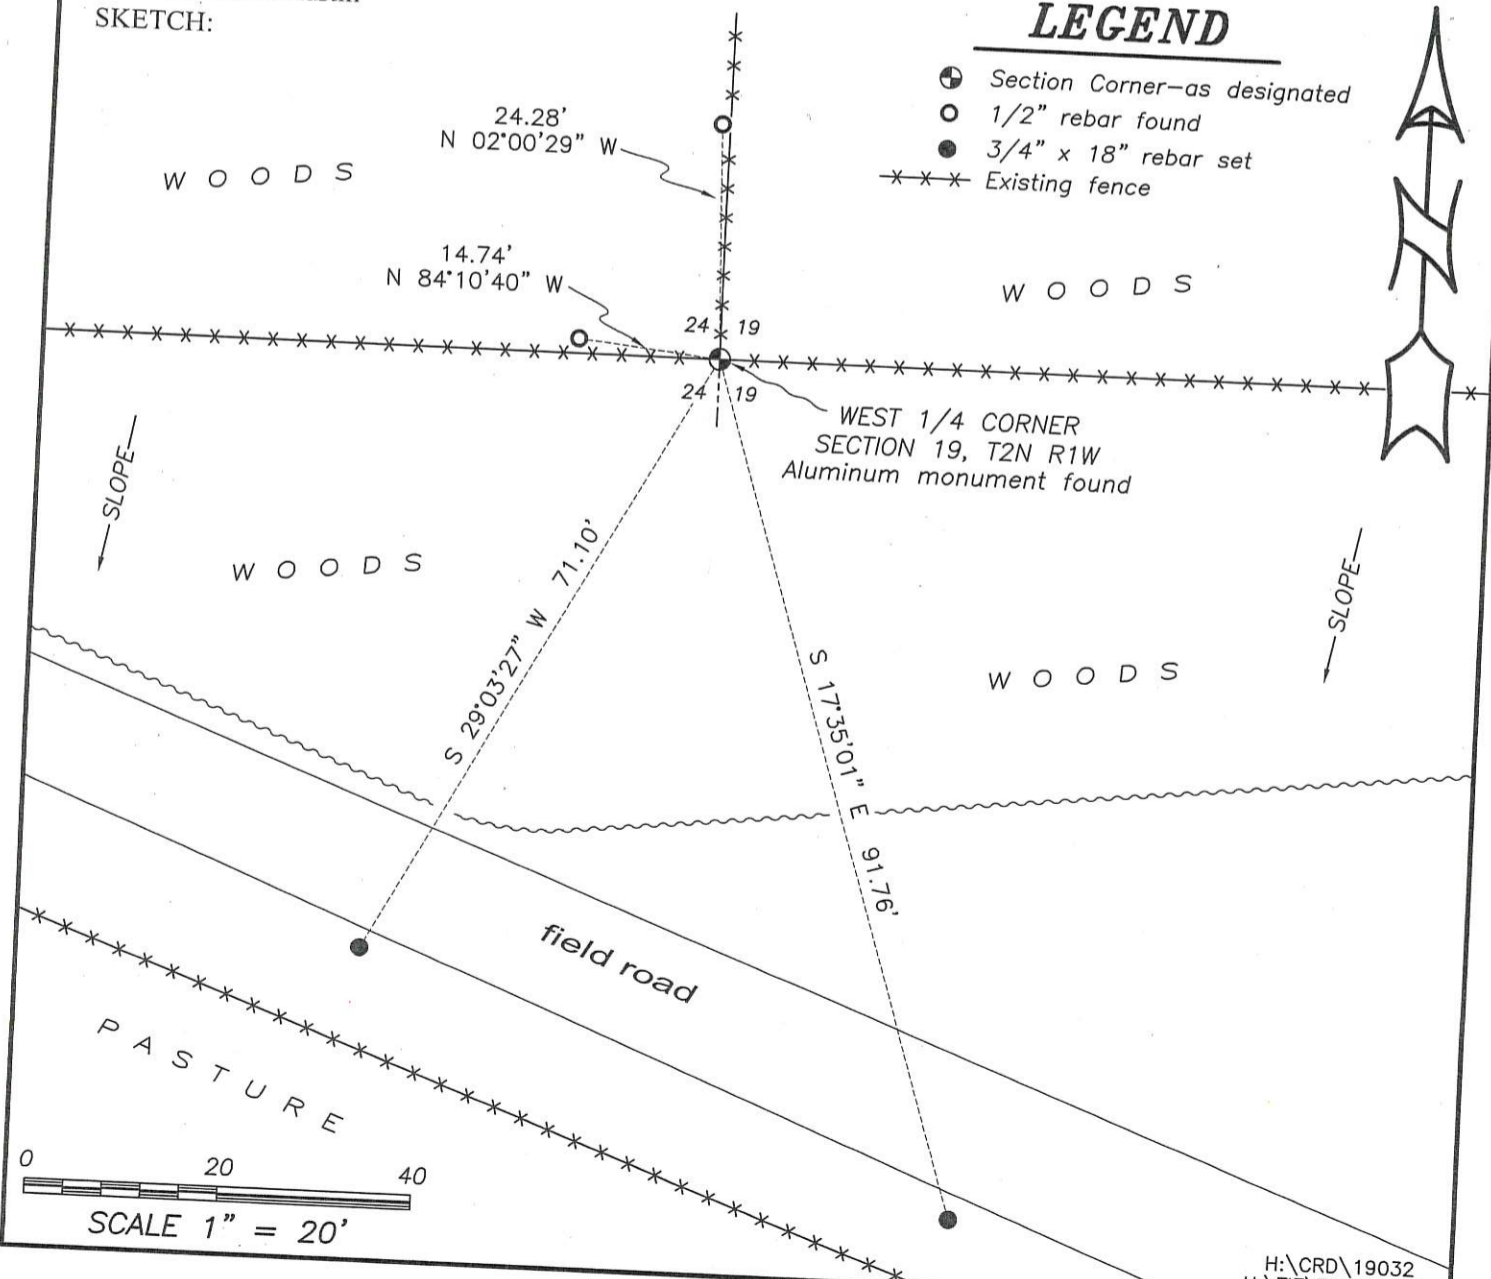 SKETCH:
LEGEND
Section Corner-as designated
1/2" rebar found
3/4" x 18" rebar set
Existing fence
24.28'
N 02°00'29" W
WOODS
14.74'
N 84°10'40" W
WOODS
N
24 19
24 19
WEST 1/4 CORNER
SECTION 19, T2N R1W
Aluminum monument found
SLOPE
WOODS
S 29°03'27" W 71.10'
SLOPE
S 17°35'01" E 91.76'
WOODS
field road
PASTURE
0 20 40
SCALE 1" = 20'
H:\CRD\19032